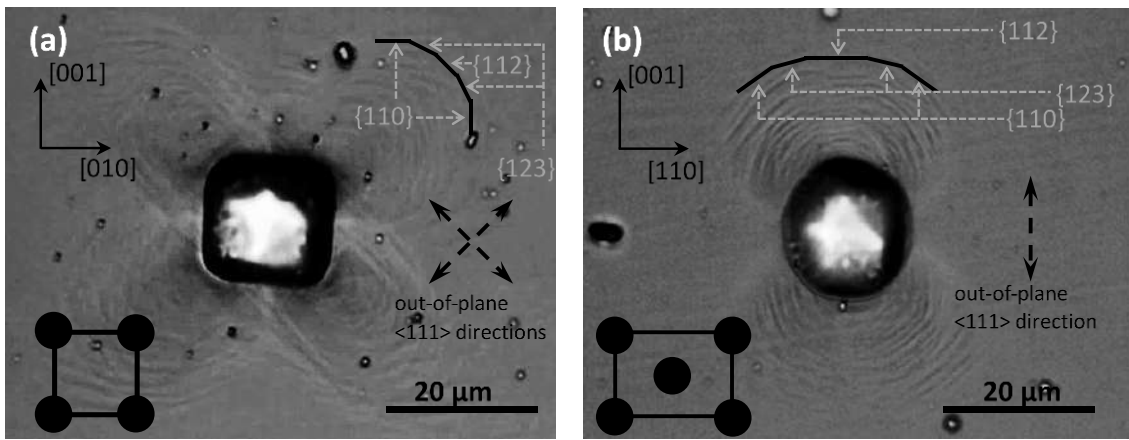 (a)
[001]
[010]
{112}
{110}
{123}
out-of-plane
<111> directions
20 µm
(b)
[001]
[110]
{112}
{123}
{110}
out-of-plane
<111> direction
20 µm